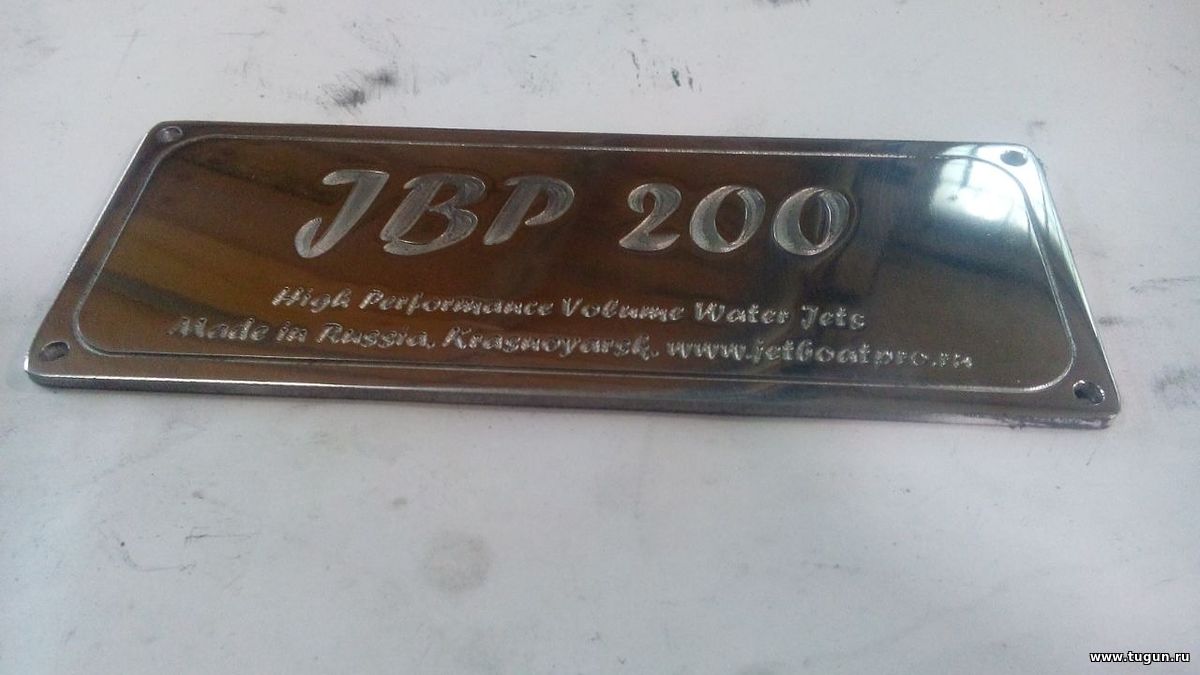 JBP 200
High Performance Volume Water Jets
Made in Russia, Krasnoyarsk, www.jetboatpro.ru
www.tugun.ru